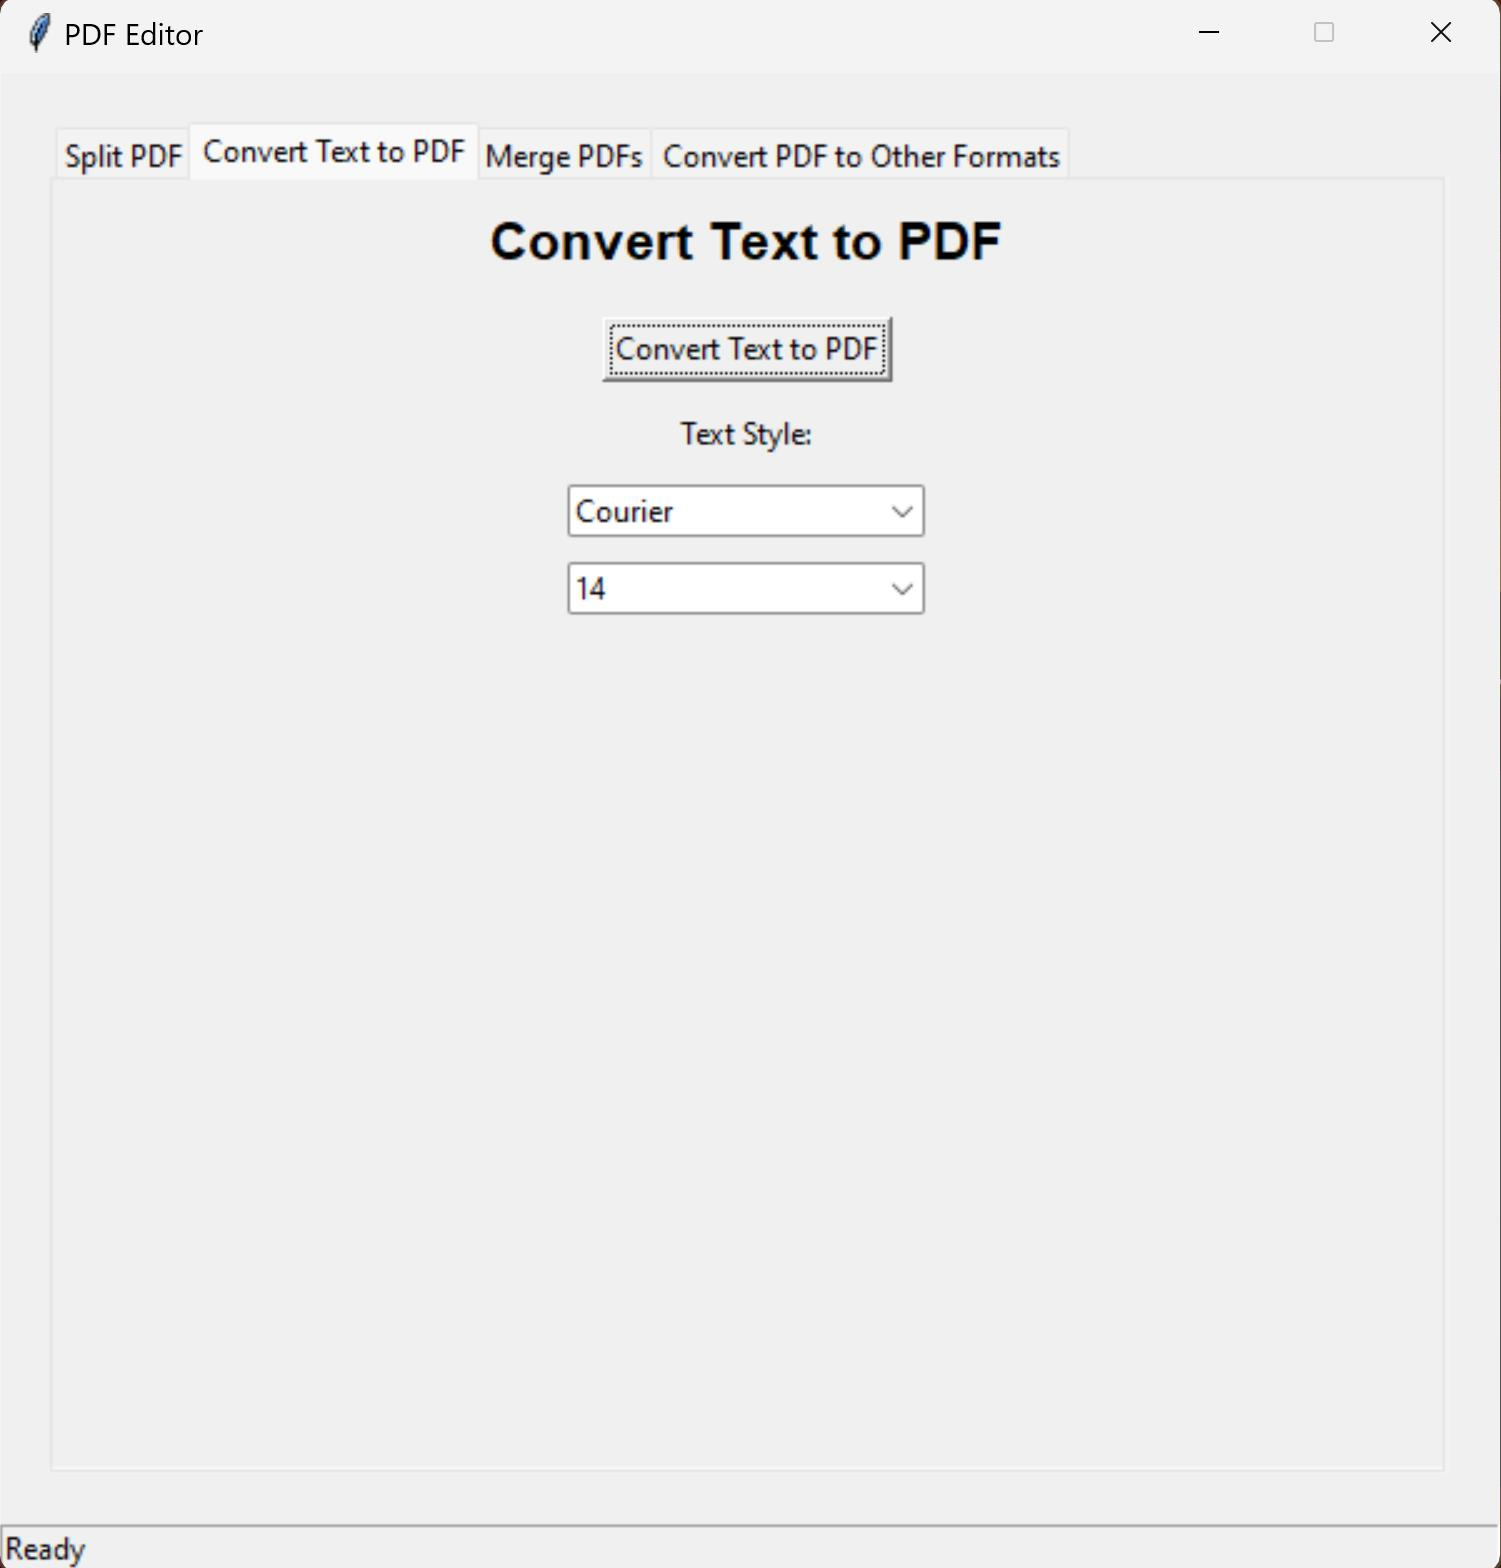 PDF Editor
Split PDF Convert Text to PDF Merge PDFs Convert PDF to Other Formats
Convert Text to PDF
Convert Text to PDF
Text Style:
Courier
14
Ready